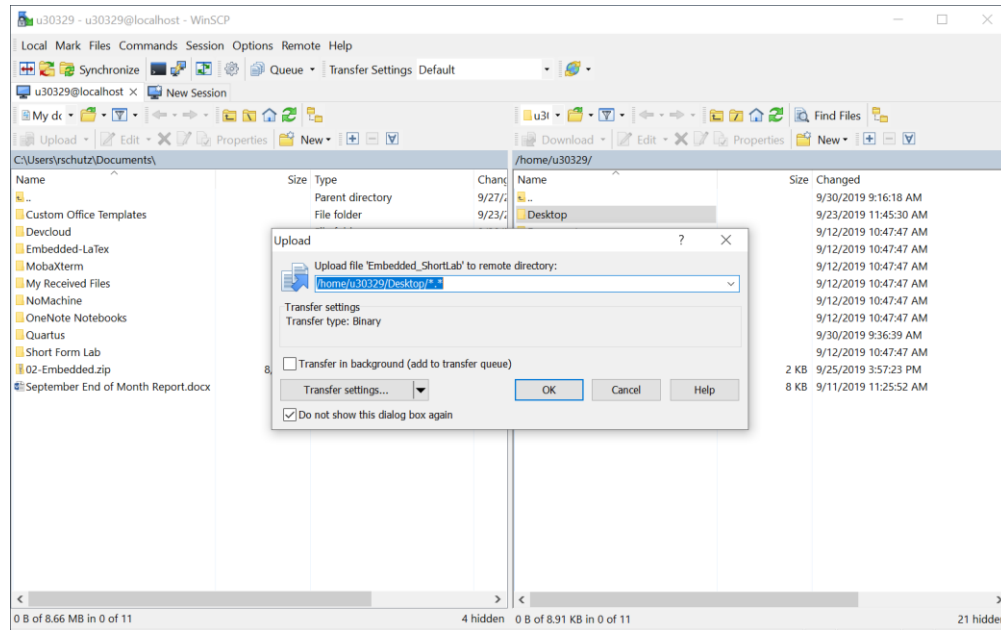 u30329 - u30329@localhost - WinSCP
Local Mark Files Commands Session Options Remote Help
Synchronize Queue Transfer Settings Default
u30329@localhost × New Session
My dc
Upload Edit Properties New
u3 Find Files
Download Edit Properties New
C:\Users\rschutz\Documents\
Name Size Type Chang
.. Parent directory 9/27/
Custom Office Templates File folder 9/23/
Devcloud
Embedded-LaTex
MobaXterm
My Received Files
NoMachine
OneNote Notebooks
Quartus
Short Form Lab
02-Embedded.zip 8,
September End of Month Report.docx
/home/u30329/
Name Size Changed
.. 9/30/2019 9:16:18 AM
Desktop 9/23/2019 11:45:30 AM
9/12/2019 10:47:47 AM
9/12/2019 10:47:47 AM
9/12/2019 10:47:47 AM
9/12/2019 10:47:47 AM
9/12/2019 10:47:47 AM
9/12/2019 10:47:47 AM
9/30/2019 9:36:39 AM
9/12/2019 10:47:47 AM
2 KB 9/25/2019 3:57:23 PM
8 KB 9/11/2019 11:25:52 AM
Upload ? ×
Upload file 'Embedded_ShortLab' to remote directory:
/home/u30329/Desktop/*.*
Transfer settings
Transfer type: Binary
Transfer in background (add to transfer queue)
Transfer settings... OK Cancel Help
Do not show this dialog box again
0 B of 8.66 MB in 0 of 11 4 hidden
0 B of 8.91 KB in 0 of 11 21 hidde